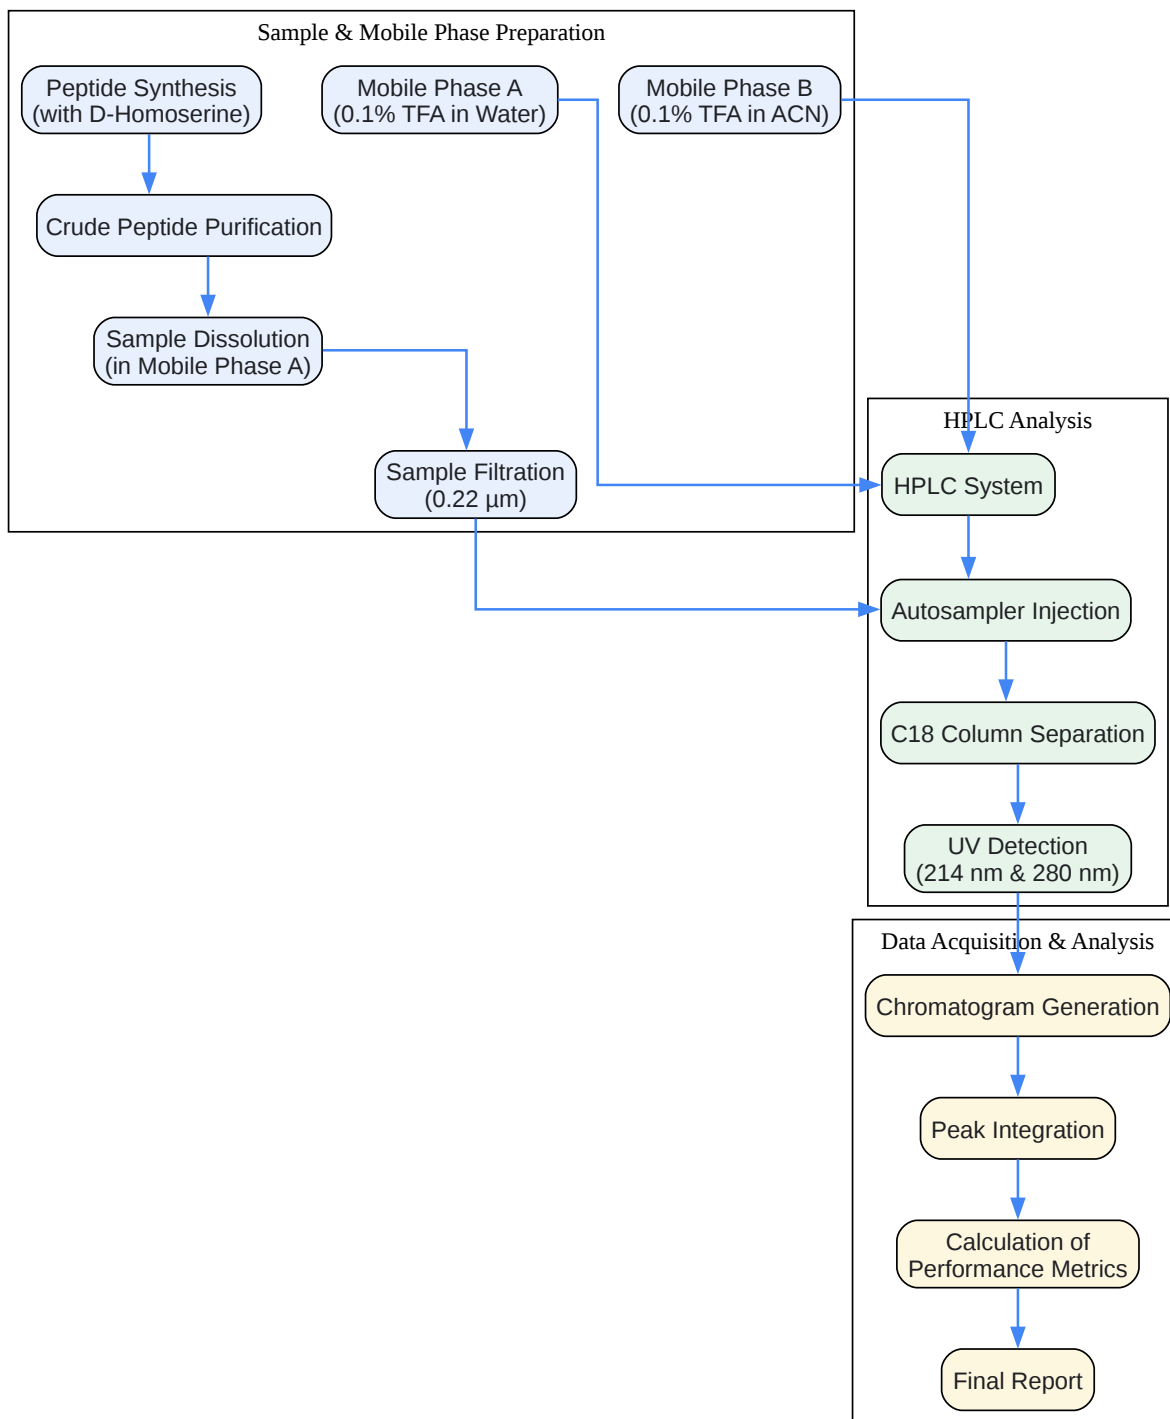 Sample & Mobile Phase Preparation
Peptide Synthesis
(with D-Homoserine)
Mobile Phase A
(0.1% TFA in Water)
Mobile Phase B
(0.1% TFA in ACN)
Crude Peptide Purification
Sample Dissolution
(in Mobile Phase A)
Sample Filtration
(0.22 µm)
HPLC Analysis
HPLC System
Autosampler Injection
C18 Column Separation
UV Detection
(214 nm & 280 nm)
Data Acquisition & Analysis
Chromatogram Generation
Peak Integration
Calculation of
Performance Metrics
Final Report